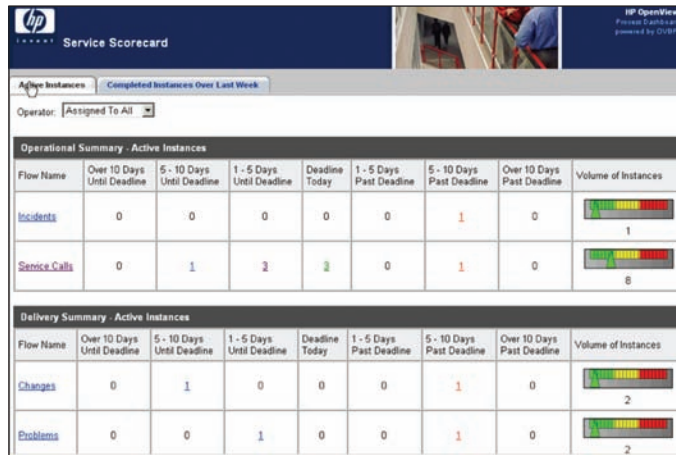 hp
invent
Service Scorecard
HP OpenView
Process Dashboard
powered by OVBPI
Active Instances Completed Instances Over Last Week
Operator: Assigned To All
Operational Summary - Active Instances
Flow Name Over 10 Days Until Deadline 5 - 10 Days Until Deadline 1 - 5 Days Until Deadline Deadline Today 1 - 5 Days Past Deadline 5 - 10 Days Past Deadline Over 10 Days Past Deadline Volume of Instances
Incidents 0 0 0 0 0 1 0 1
Service Calls 0 1 3 3 0 1 0 8
Delivery Summary - Active Instances
Flow Name Over 10 Days Until Deadline 5 - 10 Days Until Deadline 1 - 5 Days Until Deadline Deadline Today 1 - 5 Days Past Deadline 5 - 10 Days Past Deadline Over 10 Days Past Deadline Volume of Instances
Changes 0 1 0 0 0 1 0 2
Problems 0 0 1 0 0 1 0 2